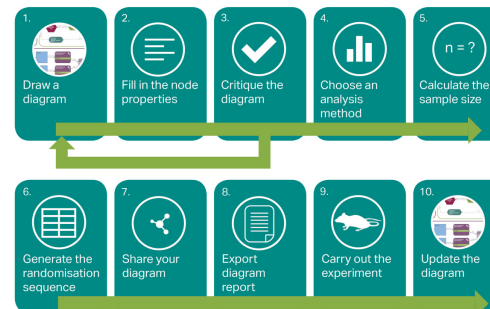 1.
Draw a
diagram
2.
Fill in the node
properties
3.
Critique the
diagram
4.
Choose an
analysis
method
5.
n = ?
Calculate the
sample size
6.
Generate the
randomisation
sequence
7.
Share your
diagram
8.
Export
diagram
report
9.
Carry out the
experiment
10.
Update the
diagram